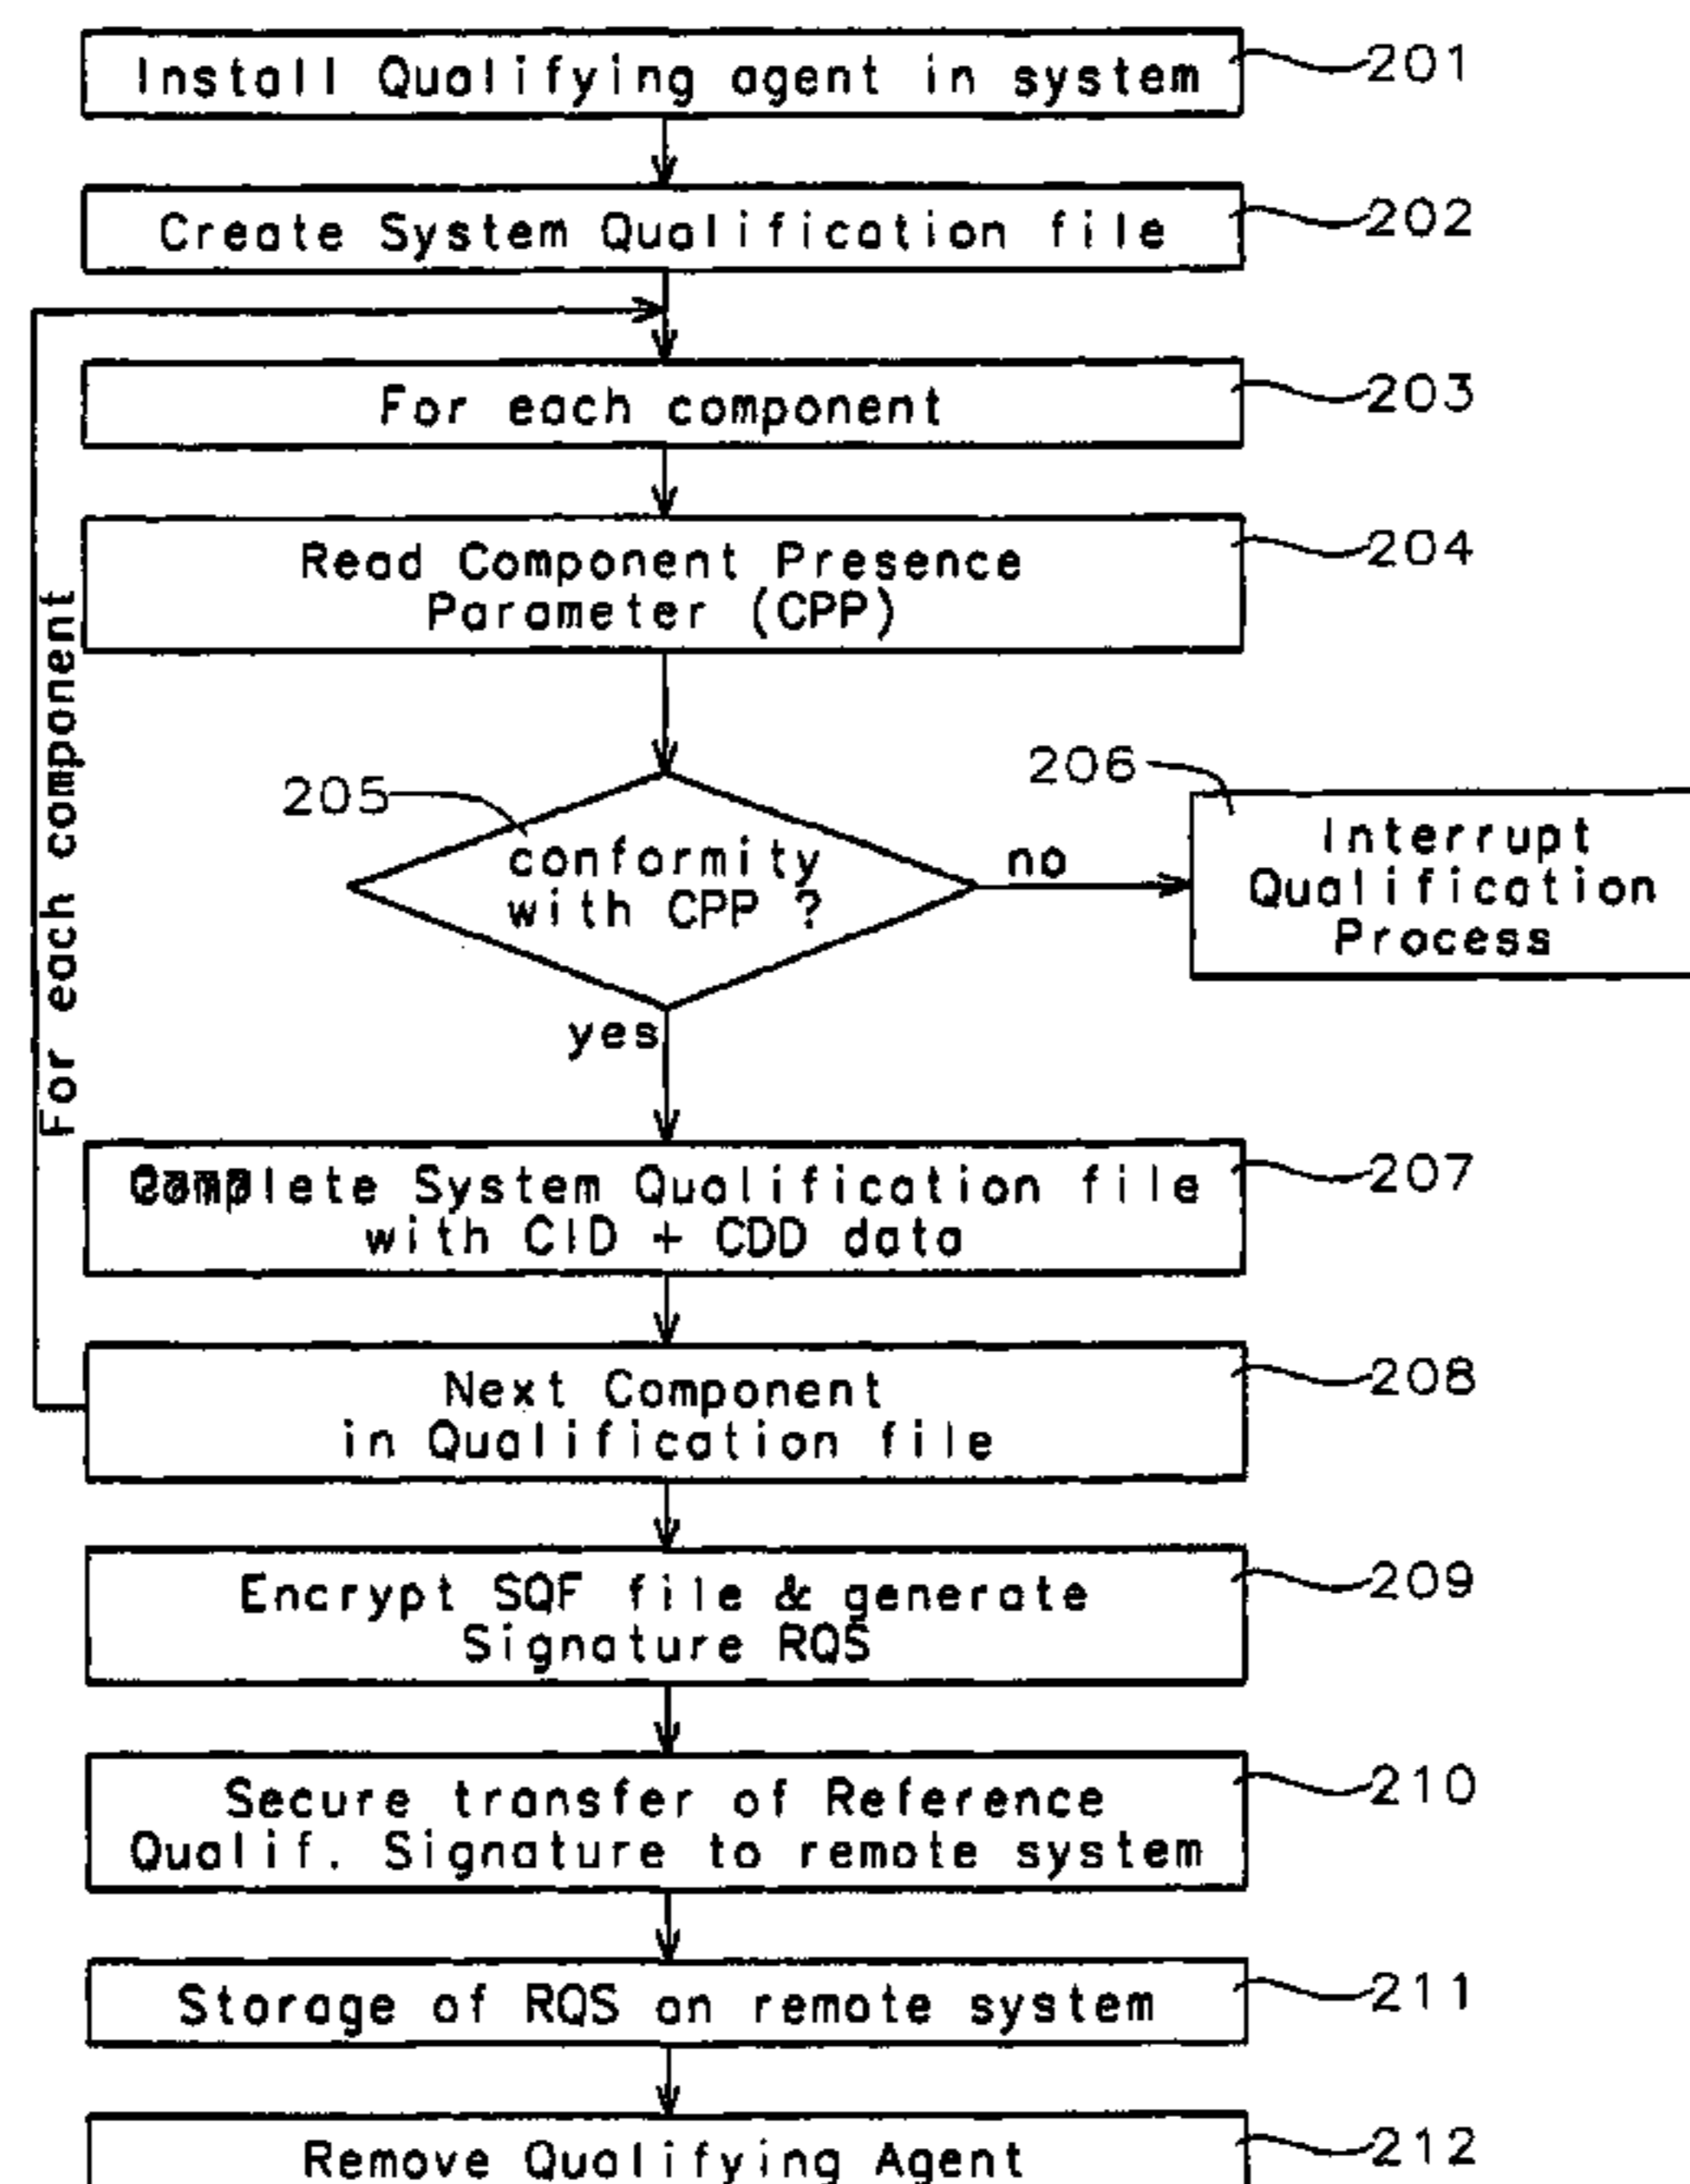 Install Qualifying agent in system
201
Create System Qualification file
202
For each component
203
Read Component Presence
Parameter (CPP)
204
For each component
205
conformity
with CPP ?
no
yes
206
Interrupt
Qualification
Process
Complete System Qualification file
with CID + CDD data
207
Next Component
in Qualification file
208
Encrypt SQF file & generate
Signature RQS
209
Secure transfer of Reference
Qualif. Signature to remote system
210
Storage of RQS on remote system
211
Remove Qualifying Agent
212